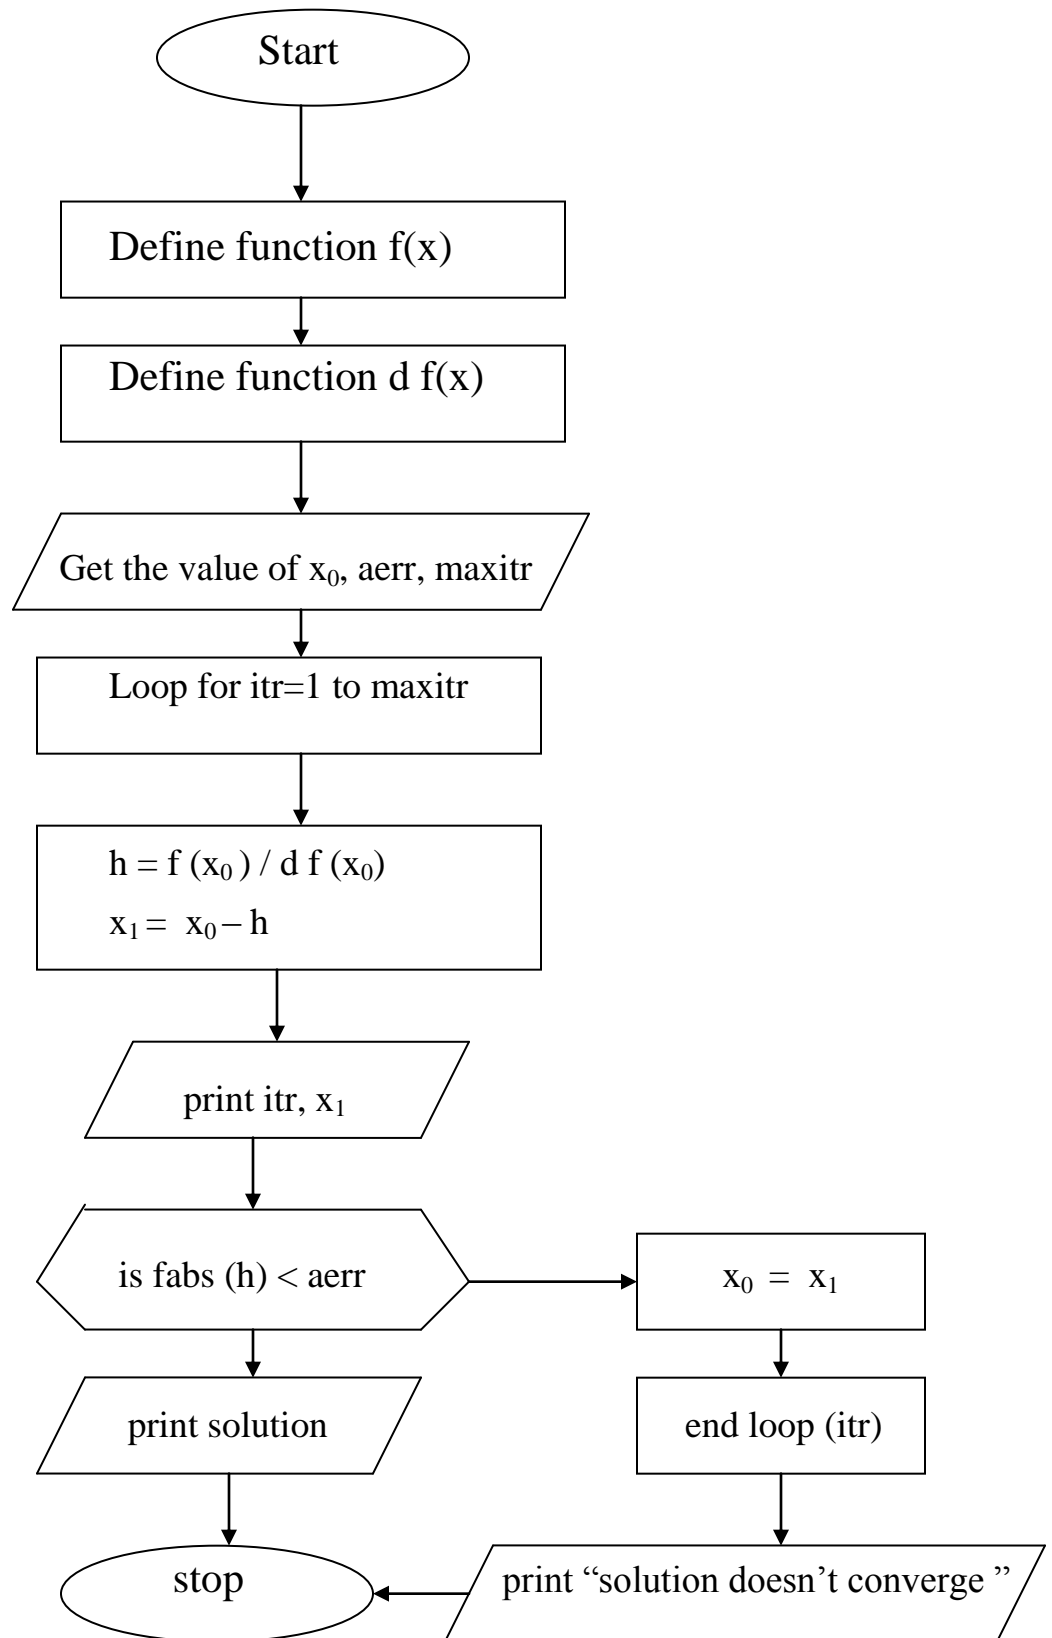 Start
Define function f(x)
Define function d f(x)
Get the value of x₀, aerr, maxitr
Loop for itr=1 to maxitr
h = f (x₀ ) / d f (x₀)
x₁ = x₀ – h
print itr, x₁
is fabs (h) < aerr
x₀ = x₁
print solution
end loop (itr)
stop
print “solution doesn’t converge ”